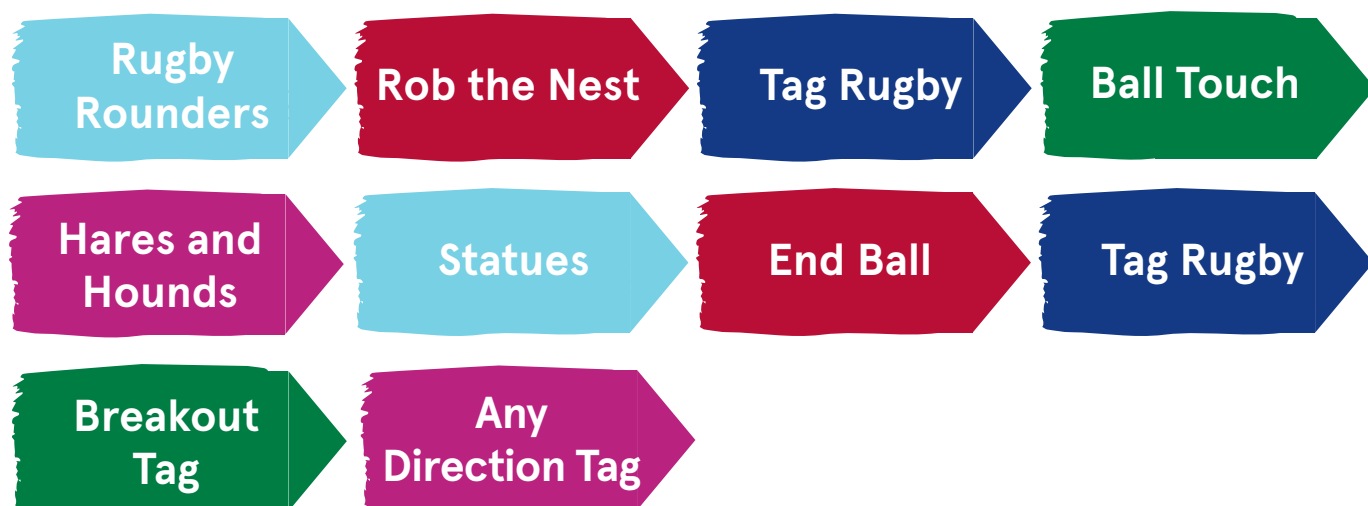 Rugby
Rounders
Rob the Nest
Tag Rugby
Ball Touch
Hares and
Hounds
Statues
End Ball
Tag Rugby
Breakout
Tag
Any
Direction Tag